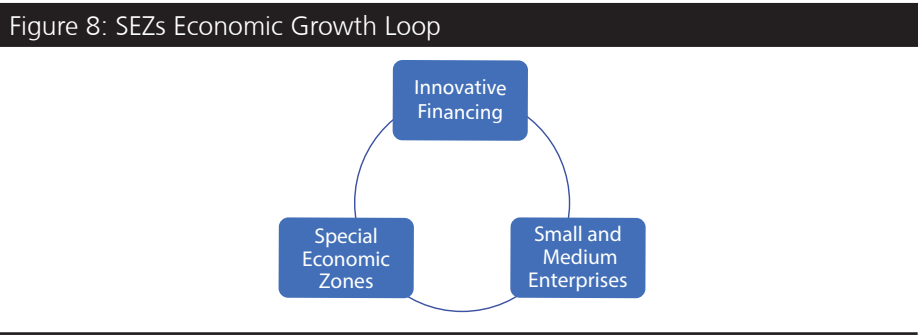 Figure 8: SEZs Economic Growth Loop
Innovative
Financing
Special
Economic
Zones
Small and
Medium
Enterprises